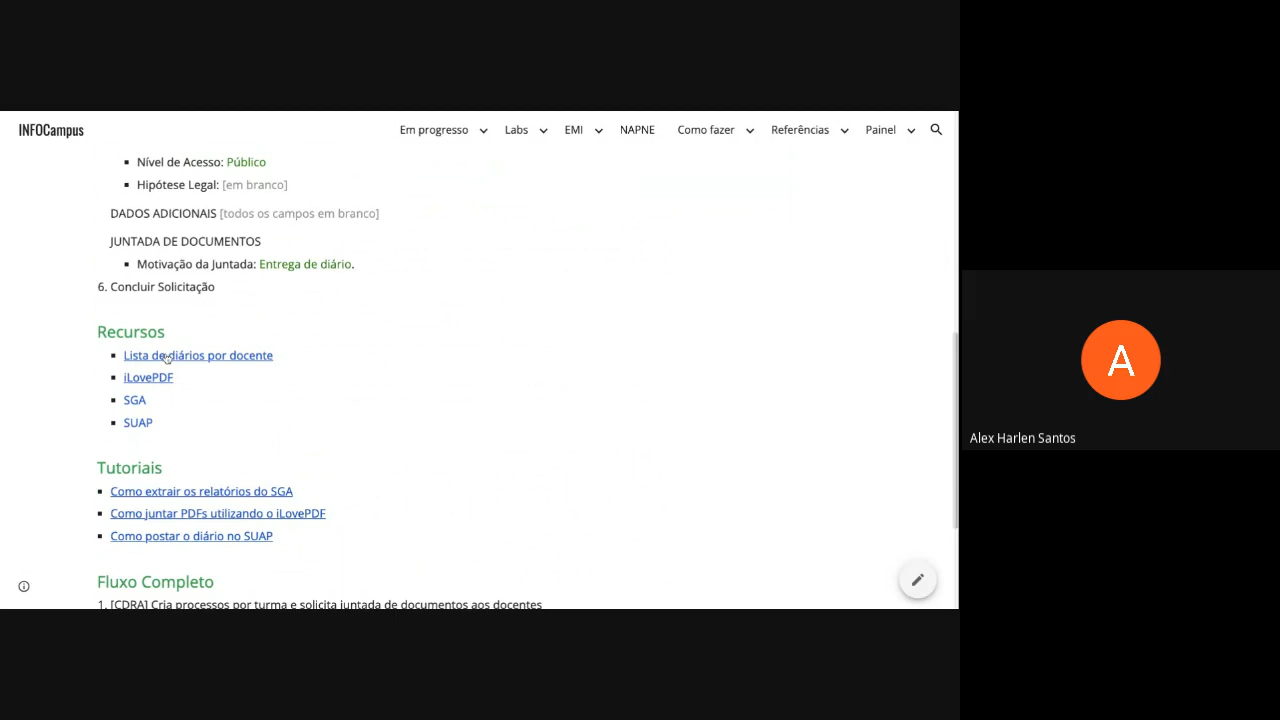 INFOCampus
Em progresso Labs EMI NAPNE Como fazer Referências Painel
▪ Nível de Acesso: Público
▪ Hipótese Legal: [em branco]
DADOS ADICIONAIS [todos os campos em branco]
JUNTADA DE DOCUMENTOS
▪ Motivação da Juntada: Entrega de diário.
6. Concluir Solicitação
Recursos
▪ Lista de diários por docente
▪ iLovePDF
▪ SGA
▪ SUAP
Tutoriais
▪ Como extrair os relatórios do SGA
▪ Como juntar PDFs utilizando o iLovePDF
▪ Como postar o diário no SUAP
Fluxo Completo
1. [CDRA] Cria processos por turma e solicita juntada de documentos aos docentes
A
Alex Harlen Santos